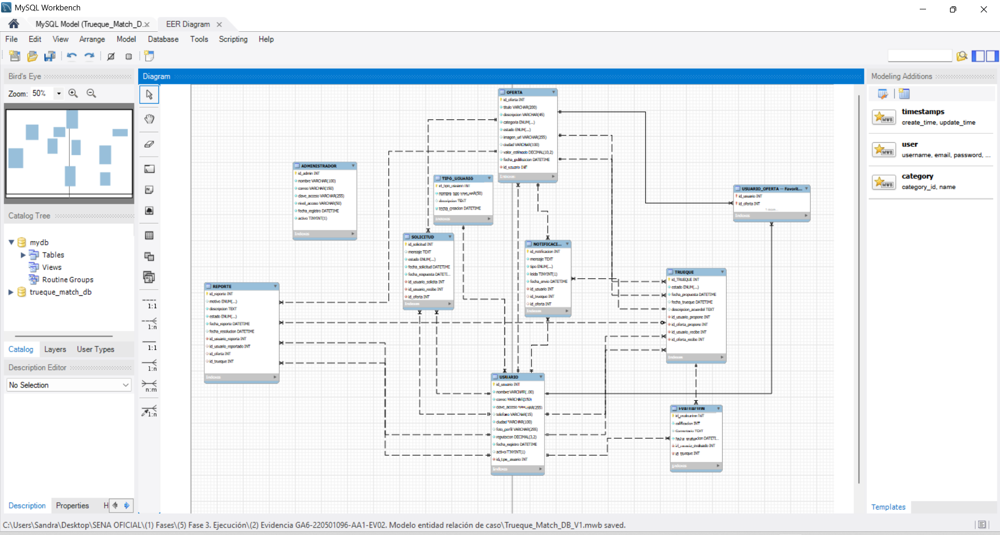 MySQL Workbench
MySQL Model (Trueque_Match_D.. ×
EER Diagram ×
File Edit View Arrange Model Database Tools Scripting Help
Bird's Eye
Zoom: 50%
Catalog Tree
mydb
Tables
Views
Routine Groups
trueque_match_db
Catalog Layers User Types
Description Editor
No Selection
Description Properties H
1:1
1:n
1:1
1:n
n:m
1:n
Diagram
OFERTA
id_oferta INT
titulo VARCHAR(200)
descripcion VARCHAR(45)
categoria ENUM(...)
estado ENUM(...)
imagen_url VARCHAR(255)
ciudad VARCHAR(100)
valor_estimado DECIMAL(10,2)
fecha_publicacion DATETIME
id_usuario INT
Indexes
ADMINISTRADOR
id_admin INT
nombre VARCHAR(100)
correo VARCHAR(150)
clave_acceso VARCHAR(255)
nivel_acceso VARCHAR(50)
fecha_registro DATETIME
activo TINYINT(1)
Indexes
TIPO_USUARIO
id_tipo_usuario INT
nombre_tipo VARCHAR(50)
descripcion TEXT
fecha_creacion DATETIME
Indexes
USUARIO_OFERTA -- Favorit...
id_usuario INT
id_oferta INT
1 more...
Indexes
SOLICITUD
id_solicitud INT
mensaje TEXT
estado ENUM(...)
fecha_solicitud DATETIME
fecha_respuesta DATETI...
id_usuario_solicita INT
id_usuario_recibe INT
id_oferta INT
Indexes
NOTIFICACI...
id_notificacion INT
mensaje TEXT
tipo ENUM(...)
leida TINYINT(1)
fecha_envio DATETIME
id_usuario INT
id_trueque INT
id_oferta INT
Indexes
TRUEQUE
id_TRUEQUE INT
estado ENUM(...)
fecha_propuesta DATETIME
fecha_trueque DATETIME
descripcion_acuerdol TEXT
id_usuario_propone INT
id_oferta_propone INT
id_usuario_recibe INT
id_oferta_recibe INT
Indexes
REPORTE
id_reporte INT
motivo ENUM(...)
descripcion TEXT
estado ENUM(...)
fecha_reporte DATETIME
fecha_resolucion DATETIME
id_usuario_reporta INT
id_usuario_reportado INT
id_oferta INT
id_trueque INT
Indexes
USUARIO
id_usuario INT
nombre VARCHAR(100)
correo VARCHAR(150)
clave_acceso VARCHAR(255)
telefono VARCHAR(15)
ciudad VARCHAR(100)
foto_perfil VARCHAR(255)
reputacion DECIMAL(3,2)
fecha_registro DATETIME
activo TINYINT(1)
id_tipo_usuario INT
Indexes
EVALUACION
id_evaluacion INT
calificacion INT
Comentario TEXT
fecha_evaluacion DATETI...
id_usuario_evaluado INT
id_trueque INT
Indexes
Modeling Additions
timestamps
create_time, update_time
user
username, email, password, ...
category
category_id, name
Templates
C:\Users\Sandra\Desktop\SENA OFICIAL\(1) Fases\(5) Fase 3. Ejecución\(2) Evidencia GA6-220501096-AA1-EV02. Modelo entidad relación de caso\Trueque_Match_DB_V1.mwb saved.